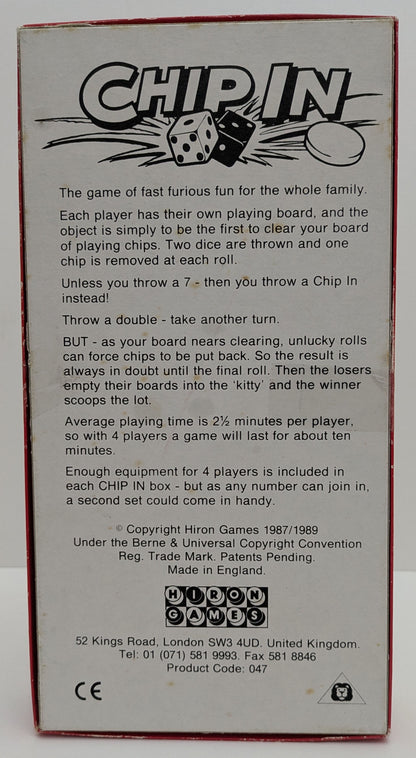 CHIP IN
The game of fast furious fun for the whole family.
Each player has their own playing board, and the
object is simply to be the first to clear your board
of playing chips. Two dice are thrown and one
chip is removed at each roll.
Unless you throw a 7 - then you throw a Chip In
instead!
Throw a double - take another turn.
BUT - as your board nears clearing, unlucky rolls
can force chips to be put back. So the result is
always in doubt until the final roll. Then the losers
empty their boards into the 'kitty' and the winner
scoops the lot.
Average playing time is 2½ minutes per player,
so with 4 players a game will last for about ten
minutes.
Enough equipment for 4 players is included in
each CHIP IN box - but as any number can join in,
a second set could come in handy.
© Copyright Hiron Games 1987/1989
Under the Berne & Universal Copyright Convention
Reg. Trade Mark. Patents Pending.
Made in England.
HIRON
GAMES
52 Kings Road, London SW3 4UD. United Kingdom.
Tel: 01 (071) 581 9993. Fax 581 8846
Product Code: 047
CE